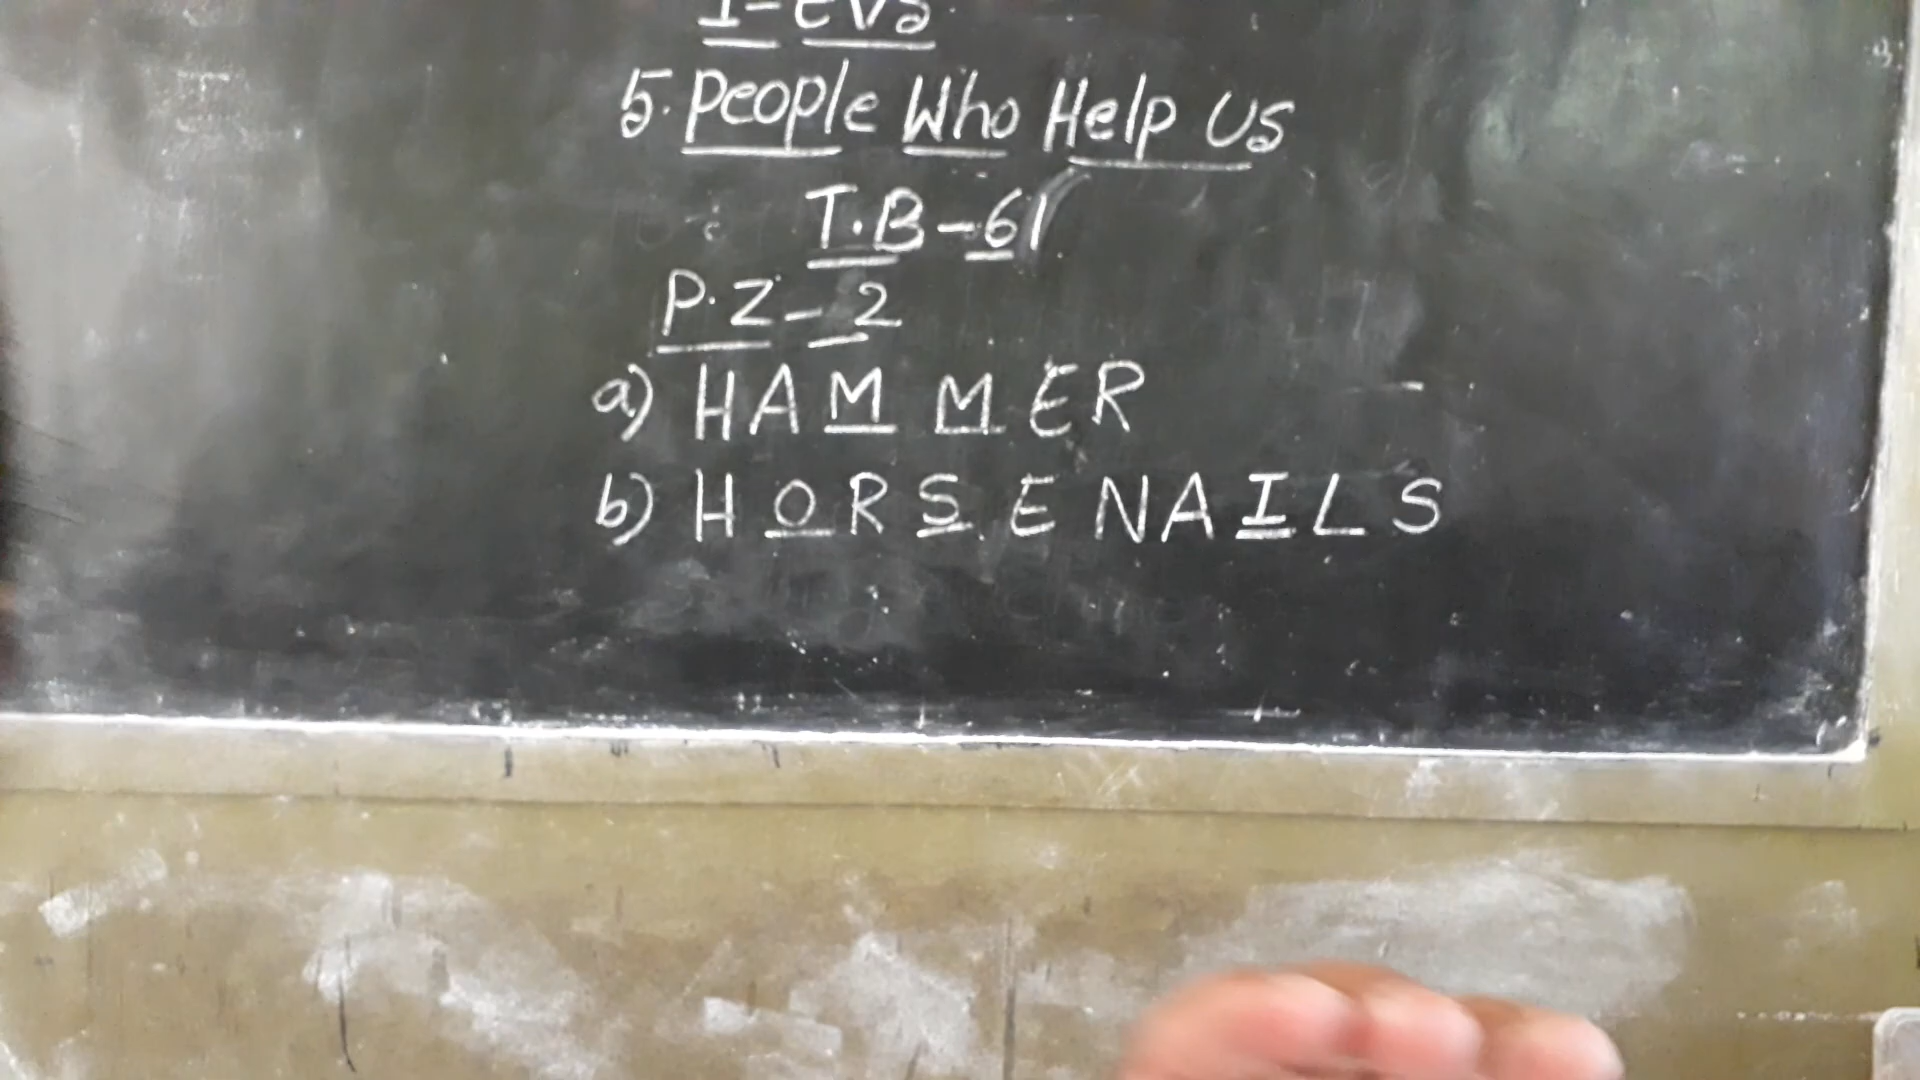 I-EVS
5. People Who Help Us
T.B-61
P.Z-2
a) HAMMER
b) HORSE NAILS